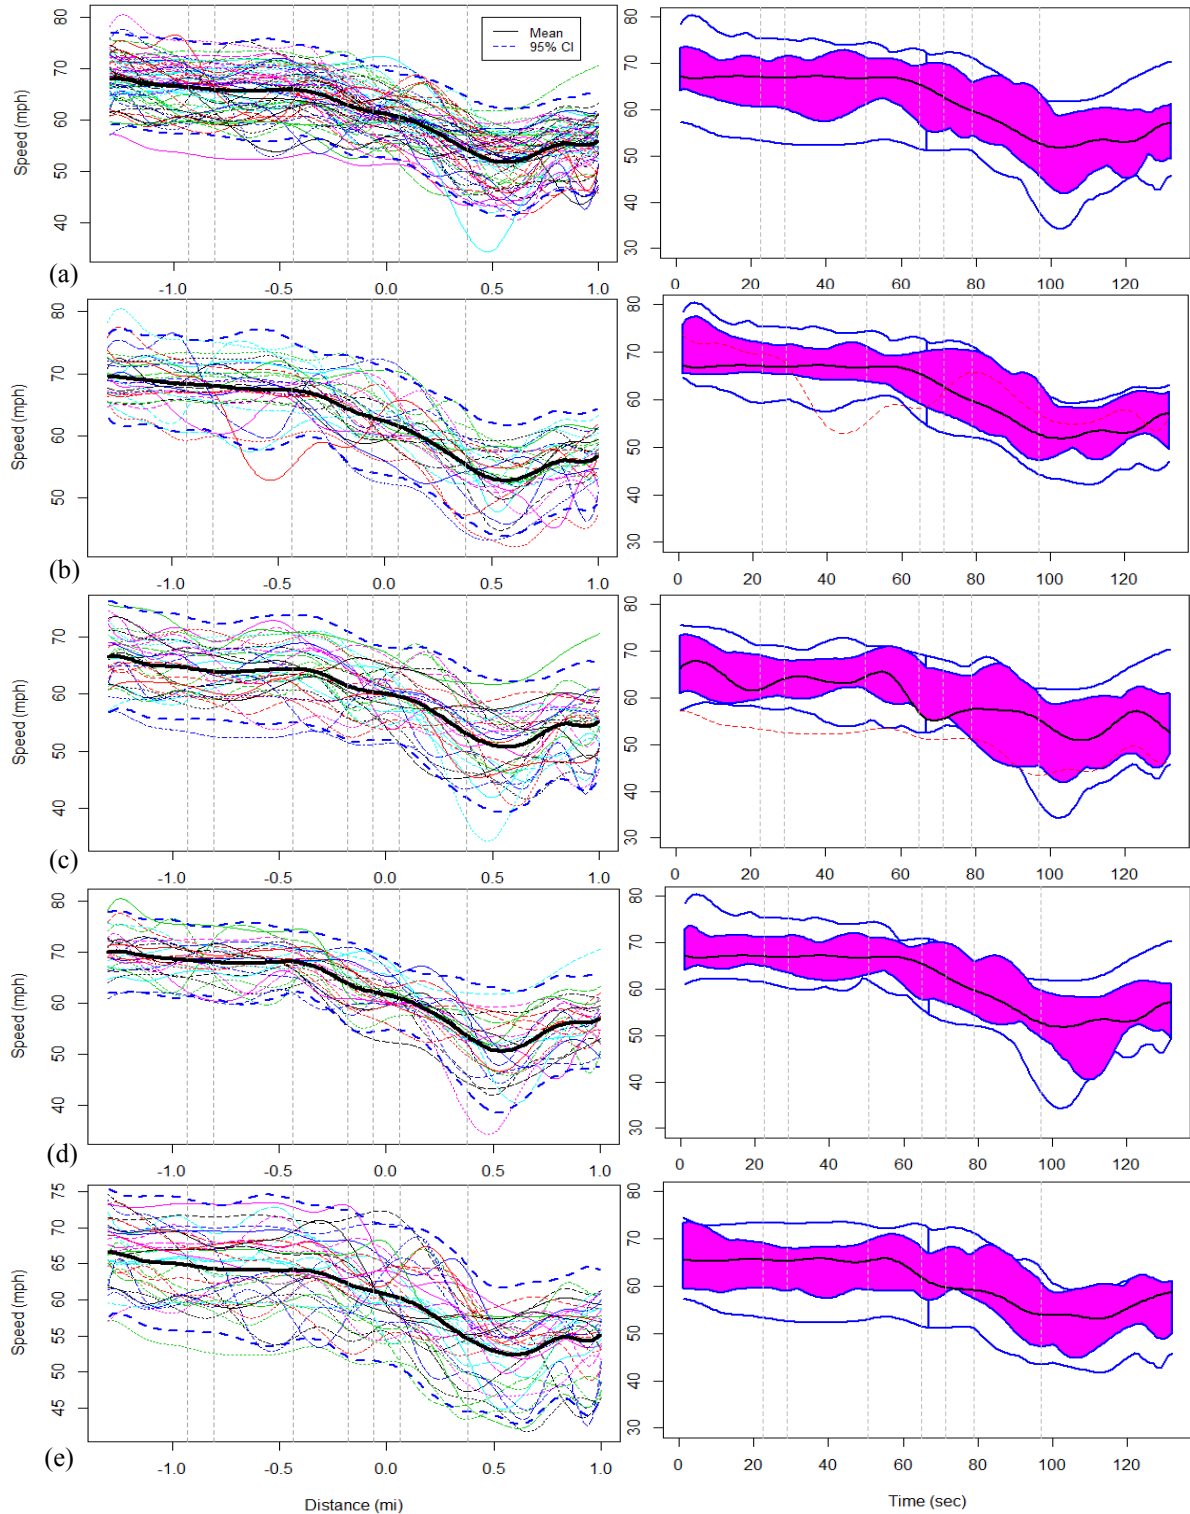 Speed (mph)
40 50 60 70 80
Mean
95% CI
-1.0 -0.5 0.0 0.5 1.0
30 40 50 60 70 80
0 20 40 60 80 100 120
(a)
Speed (mph)
50 60 70 80
-1.0 -0.5 0.0 0.5 1.0
30 40 50 60 70 80
0 20 40 60 80 100 120
(b)
Speed (mph)
40 50 60 70
-1.0 -0.5 0.0 0.5 1.0
30 40 50 60 70 80
0 20 40 60 80 100 120
(c)
Speed (mph)
40 50 60 70 80
-1.0 -0.5 0.0 0.5 1.0
30 40 50 60 70 80
0 20 40 60 80 100 120
(d)
Speed (mph)
45 50 55 60 65 70 75
-1.0 -0.5 0.0 0.5 1.0
30 40 50 60 70 80
0 20 40 60 80 100 120
(e)
Distance (mi)
Time (sec)